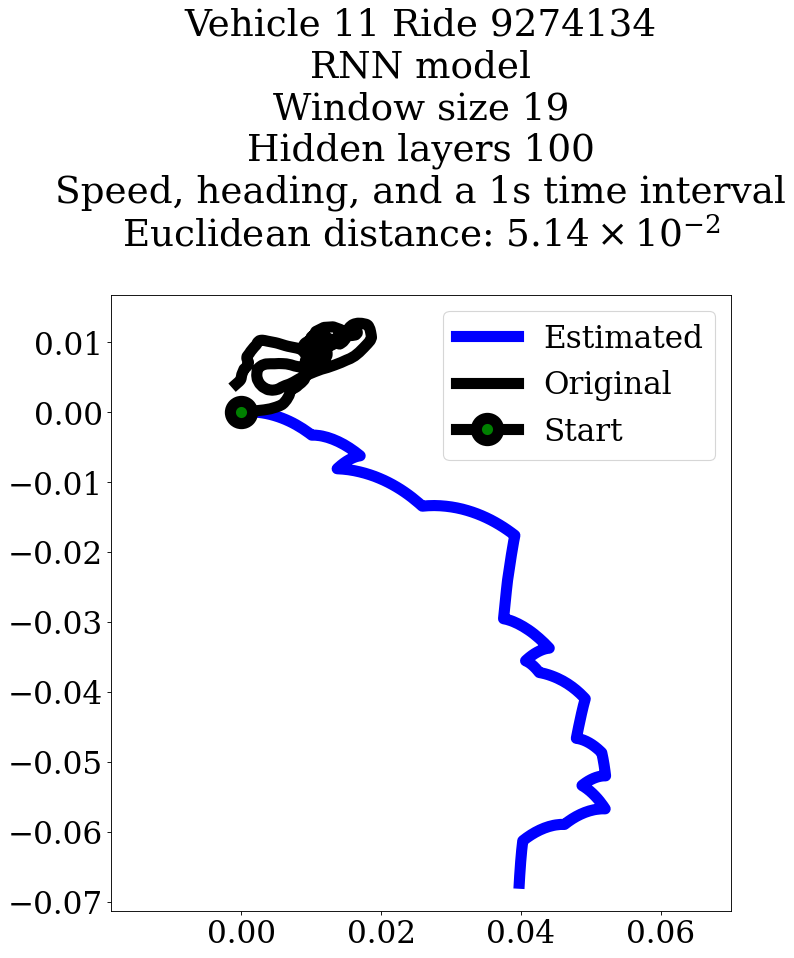 Vehicle 11 Ride 9274134
RNN model
Window size 19
Hidden layers 100
Speed, heading, and a 1s time interval
Euclidean distance: 5.14 × 10⁻²
Estimated
Original
Start
0.01
0.00
−0.01
−0.02
−0.03
−0.04
−0.05
−0.06
−0.07
0.00 0.02 0.04 0.06